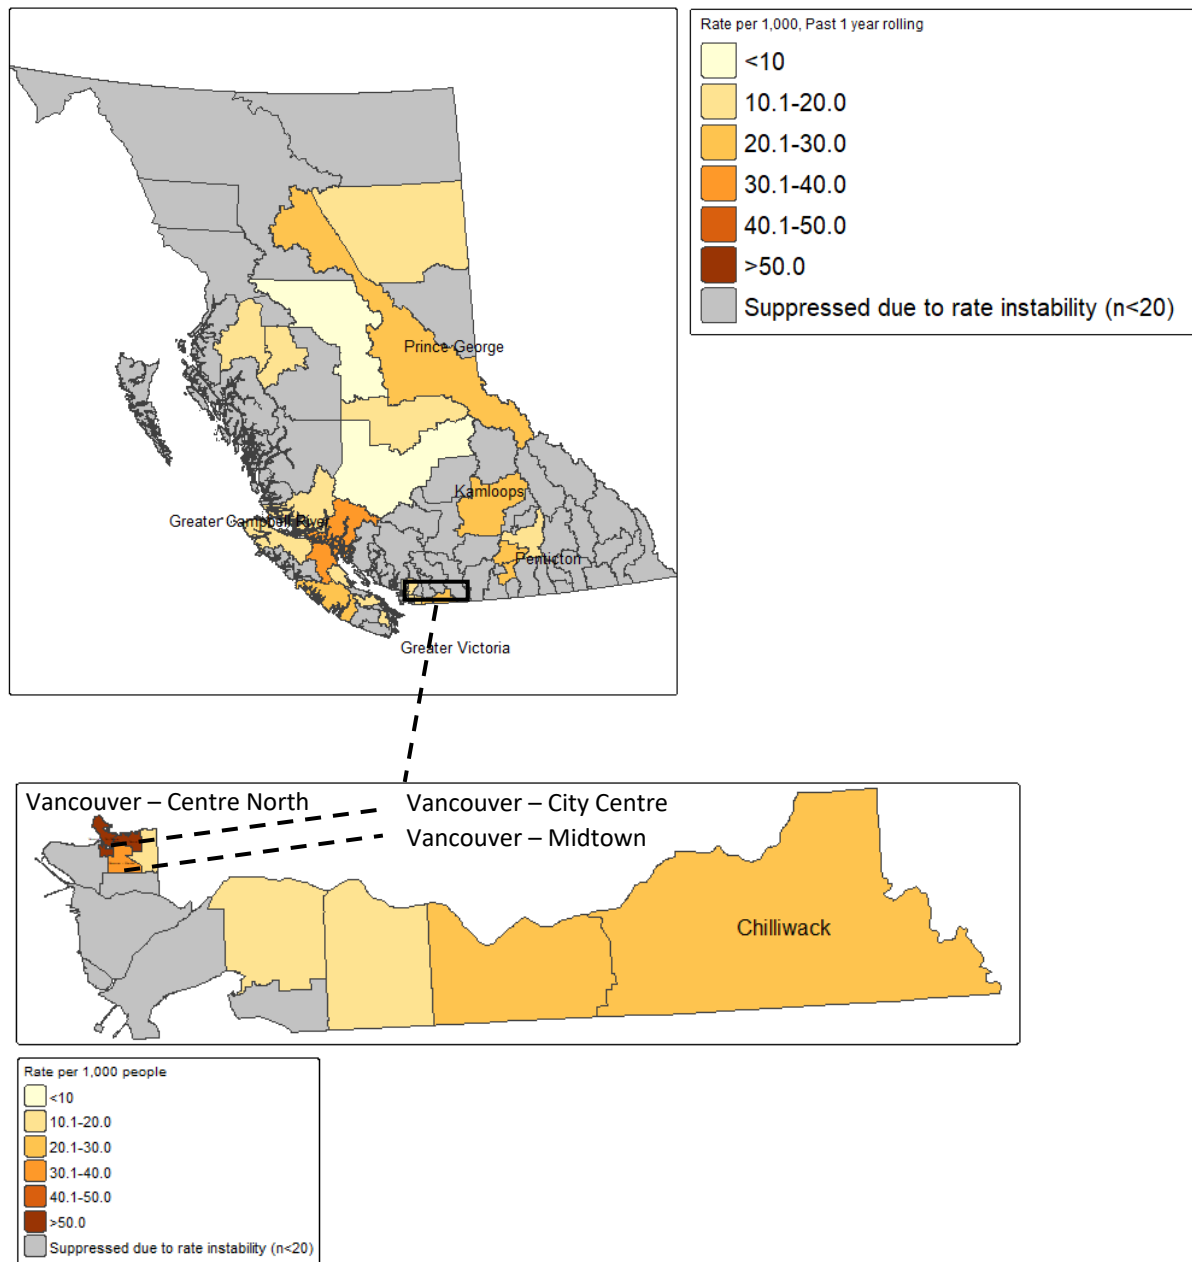 Rate per 1,000, Past 1 year rolling
<10
10.1-20.0
20.1-30.0
30.1-40.0
40.1-50.0
>50.0
Suppressed due to rate instability (n<20)
Prince George
Kamloops
Greater Campbell River
Penticton
Greater Victoria
Vancouver – Centre North
Vancouver – City Centre
Vancouver – Midtown
Chilliwack
Rate per 1,000 people
<10
10.1-20.0
20.1-30.0
30.1-40.0
40.1-50.0
>50.0
Suppressed due to rate instability (n<20)